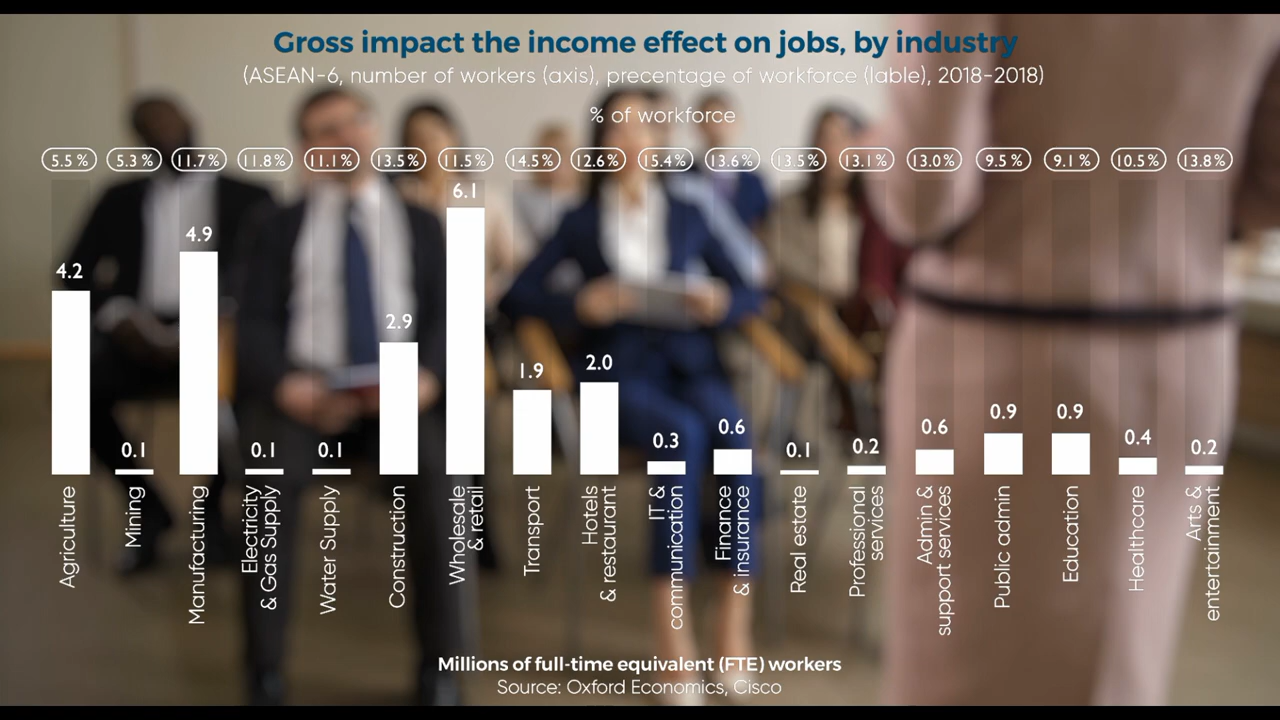 Gross impact the income effect on jobs, by industry
(ASEAN-6, number of workers (axis), precentage of workforce (lable), 2018-2018)
% of workforce
5.5% 5.3% 11.7% 11.8% 11.1% 13.5% 11.5% 14.5% 12.6% 15.4% 13.6% 13.5% 13.1% 13.0% 9.5% 9.1% 10.5% 13.8%
4.2 0.1 4.9 0.1 0.1 2.9 6.1 1.9 2.0 0.3 0.6 0.1 0.2 0.6 0.9 0.9 0.4 0.2
Agriculture
Mining
Manufacturing
Electricity
& Gas Supply
Water Supply
Construction
Wholesale
& retail
Transport
Hotels
& restaurant
IT &
communication
Finance
& insurance
Real estate
Professional
services
Admin &
support services
Public admin
Education
Healthcare
Arts &
entertainment
Millions of full-time equivalent (FTE) workers
Source: Oxford Economics, Cisco